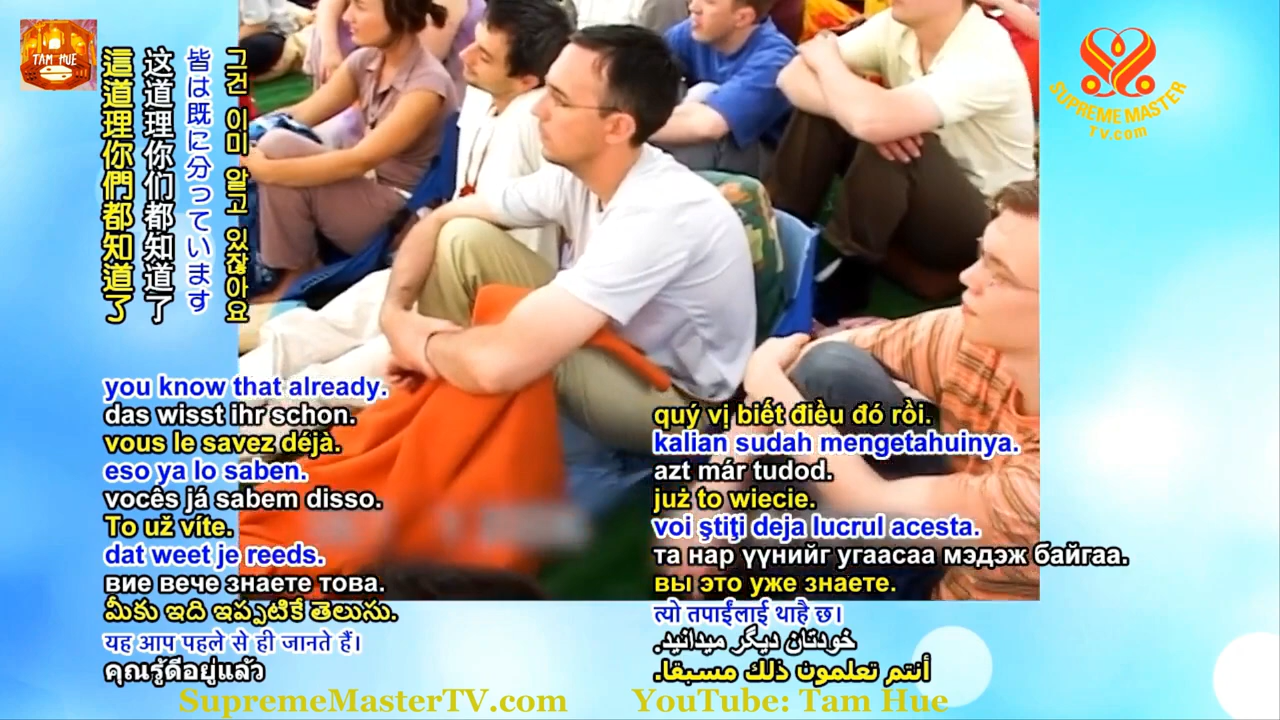 TAM HUE
這道理你們都知道了
这道理你们都知道了
皆は既に分っています
그건 이미 알고 있잖아요
SUPREME MASTER
TV.com
you know that already.
das wisst ihr schon.
vous le savez déjà.
eso ya lo saben.
vocês já sabem disso.
To už víte.
dat weet je reeds.
вие вече знаете това.
మీకు ఇది ఇప్పటికే తెలుసు.
यह आप पहले से ही जानते हैं।
คุณรู้ดีอยู่แล้ว
quý vị biết điều đó rồi.
kalian sudah mengetahuinya.
azt már tudod.
już to wiecie.
voi ştiţi deja lucrul acesta.
та нар үүнийг угаасаа мэдэж байгаа.
вы это уже знаете.
त्यो तपाईंलाई थाहै छ।
خودتان دیگر میدانید.
أنتم تعلمون ذلك مسبقا.
SupremeMasterTV.com
YouTube: Tam Hue